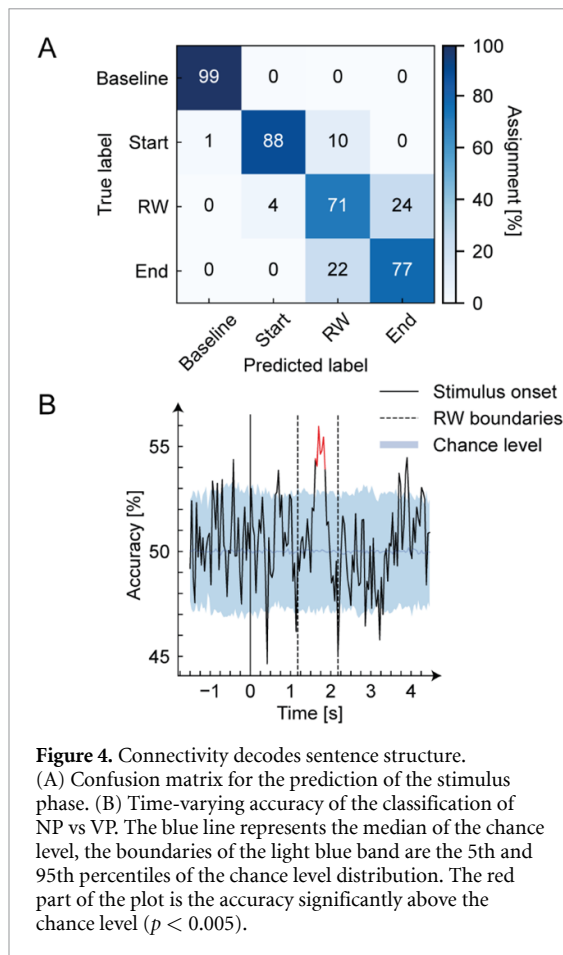 A
Baseline
Start
RW
End
True label
99 0 0 0
1 88 10 0
0 4 71 24
0 0 22 77
Baseline Start RW End
Predicted label
100
80
60
40
20
0
Assignment [%]
B
Stimulus onset
RW boundaries
Chance level
55
50
45
Accuracy [%]
−1 0 1 2 3 4
Time [s]
Figure 4. Connectivity decodes sentence structure.
(A) Confusion matrix for the prediction of the stimulus
phase. (B) Time-varying accuracy of the classification of
NP vs VP. The blue line represents the median of the chance
level, the boundaries of the light blue band are the 5th and
95th percentiles of the chance level distribution. The red
part of the plot is the accuracy significantly above the
chance level (p < 0.005).